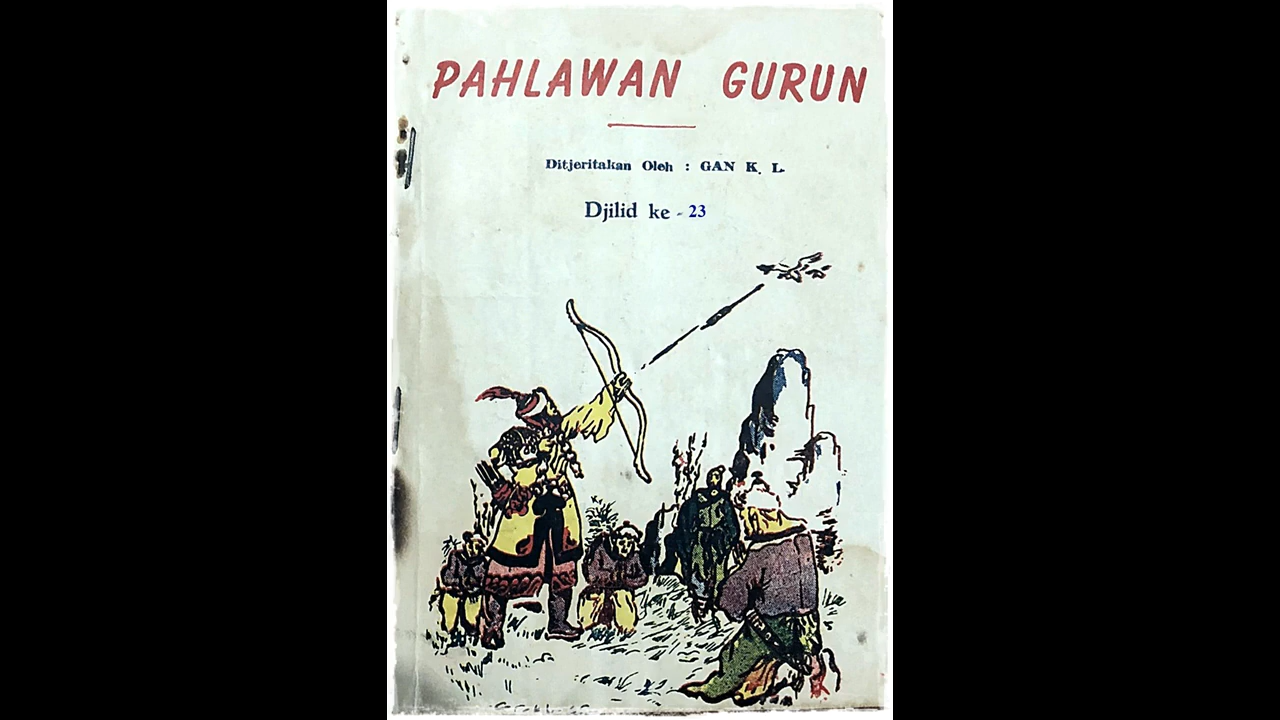 PAHLAWAN GURUN
Ditjeritakan Oleh : GAN K. L.
Djilid ke - 23